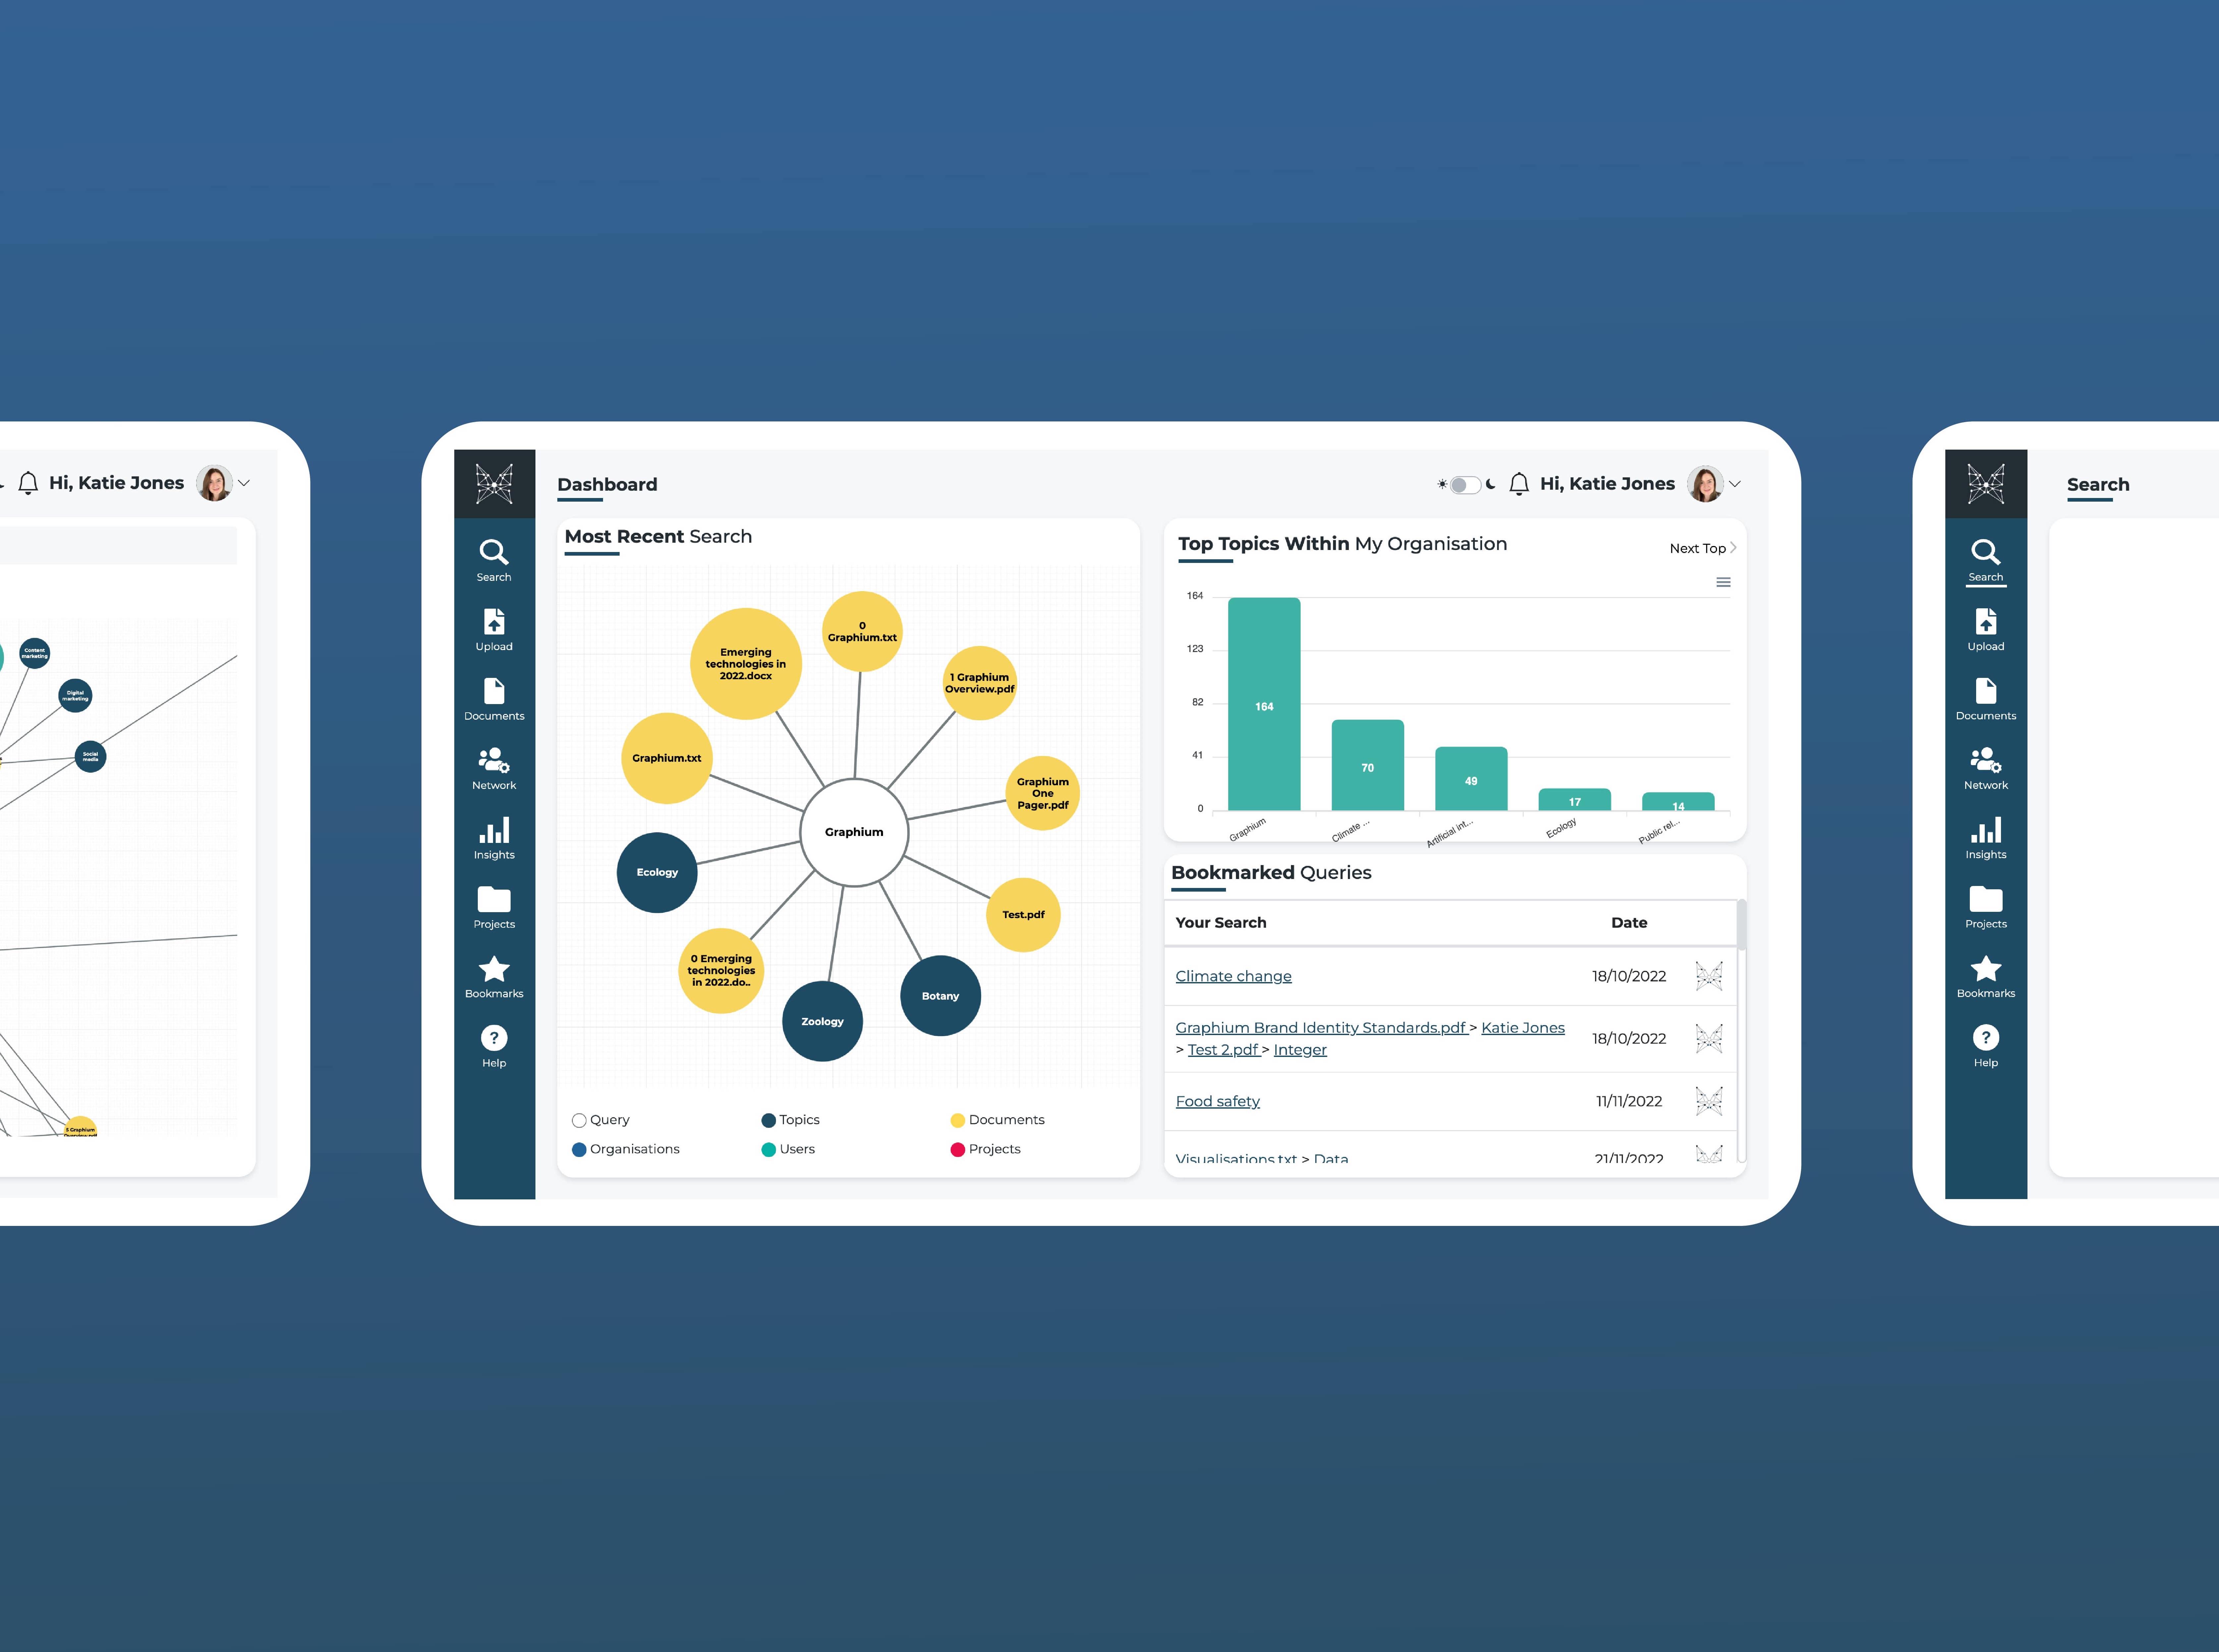 Hi, Katie Jones
Content
marketing
Digital
marketing
Social
media
5 Graphium
Overview.pdf
Search
Upload
Documents
Network
Insights
Projects
Bookmarks
?
Help
Dashboard
Hi, Katie Jones
Most Recent Search
0
Graphium.txt
Emerging
technologies in
2022.docx
1 Graphium
Overview.pdf
Graphium.txt
Graphium
One
Pager.pdf
Graphium
Ecology
Test.pdf
0 Emerging
technologies
in 2022.do..
Botany
Zoology
Query
Topics
Documents
Organisations
Users
Projects
Top Topics Within My Organisation
Next Top
164
123
82
41
0
164
70
49
17
14
Graphium
Climate ...
Artificial int...
Ecology
Public rel...
Bookmarked Queries
Your Search Date
Climate change 18/10/2022
Graphium Brand Identity Standards.pdf > Katie Jones
> Test 2.pdf > Integer
18/10/2022
Food safety 11/11/2022
Visualisations.txt > Data 21/11/2022
Search
Search
Upload
Documents
Network
Insights
Projects
Bookmarks
?
Help